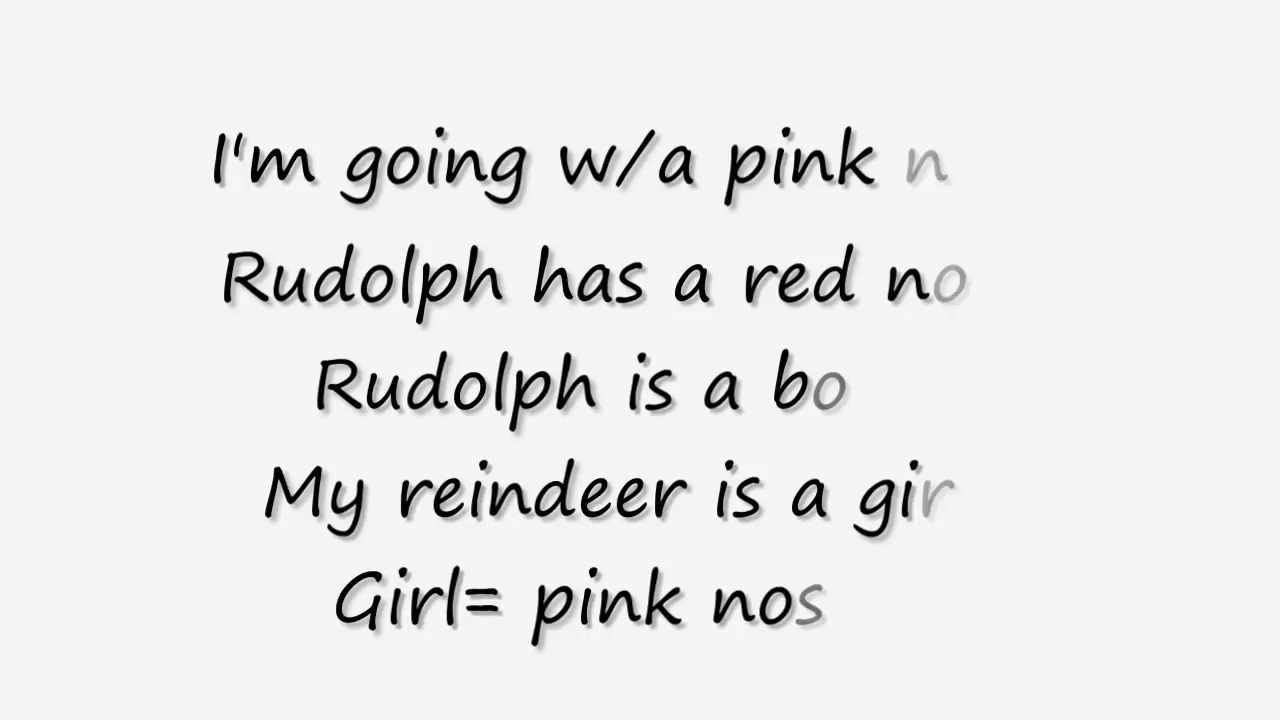 I'm going w/a pink n
Rudolph has a red no
Rudolph is a bo
My reindeer is a gir
Girl= pink nos